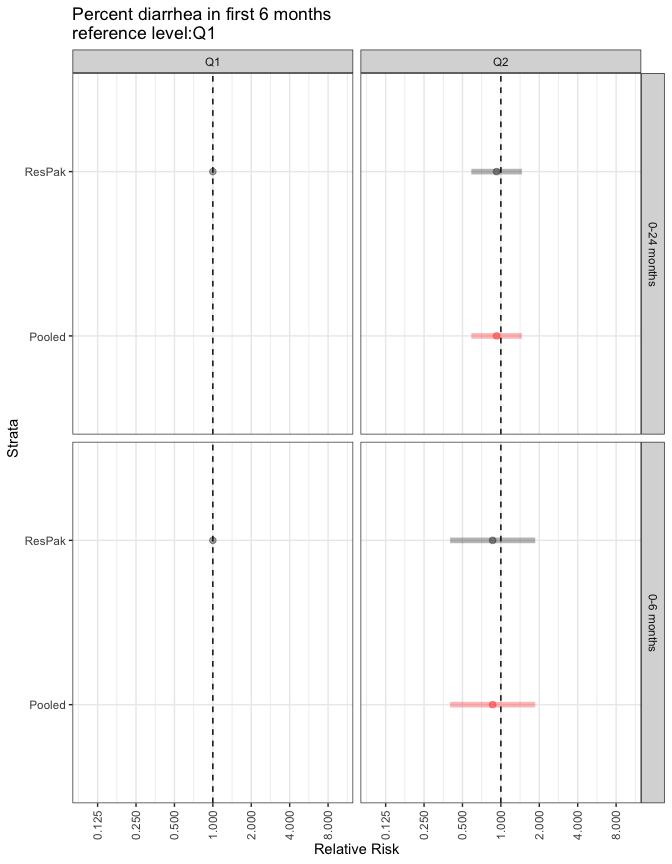 Percent diarrhea in first 6 months
reference level:Q1
Q1
Q2
ResPak
Pooled
0-24 months
Strata
ResPak
Pooled
0-6 months
0.125 0.250 0.500 1.000 2.000 4.000 8.000
0.125 0.250 0.500 1.000 2.000 4.000 8.000
Relative Risk